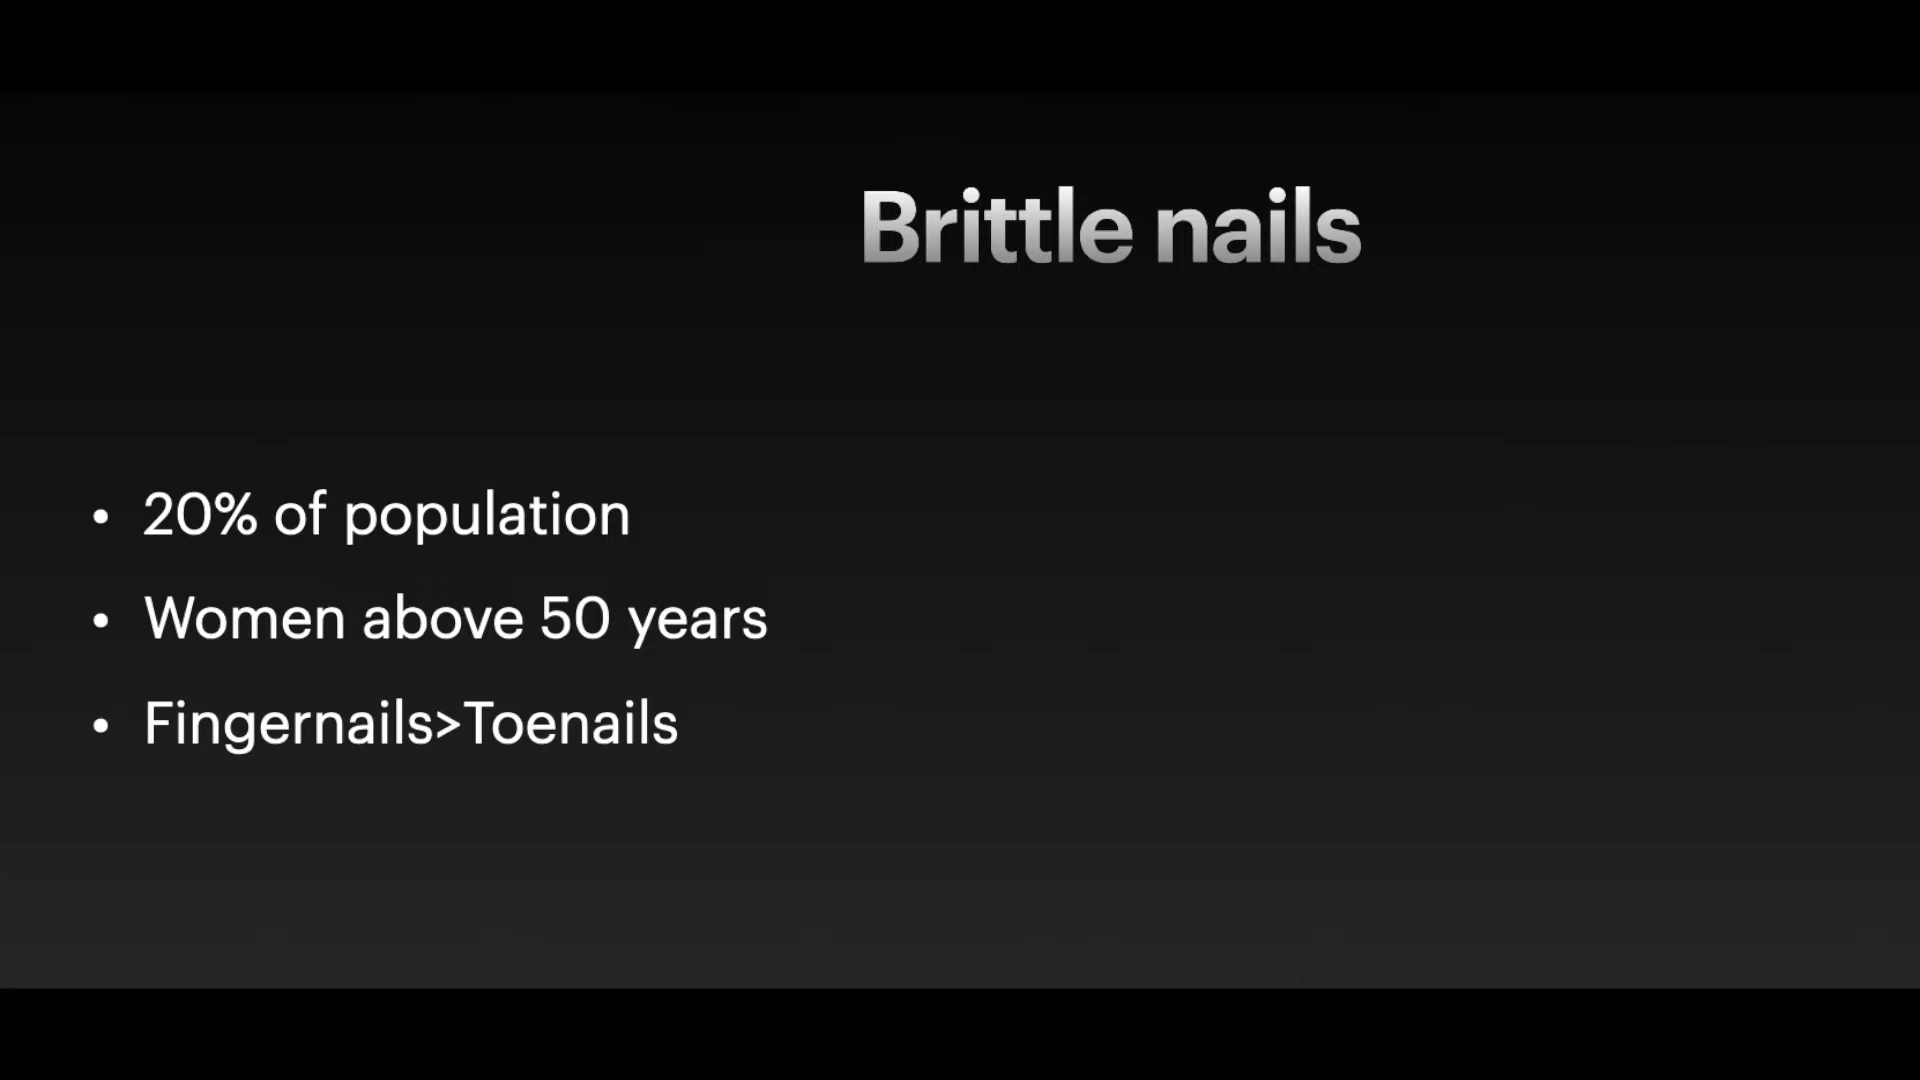 Brittle nails
• 20% of population
• Women above 50 years
• Fingernails>Toenails